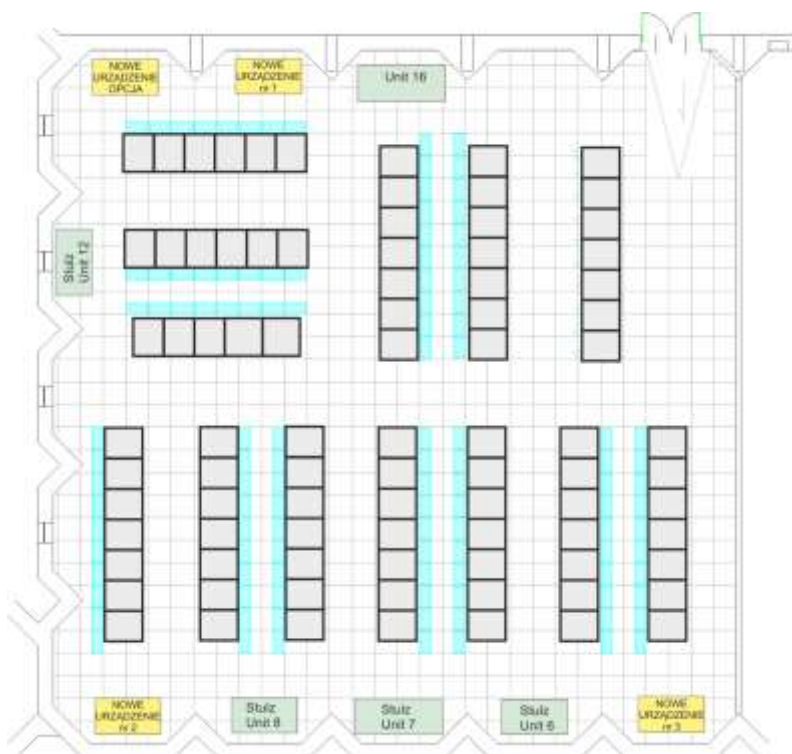 NOWE
URZĄDZENIE
OPCJA
NOWE
URZĄDZENIE
nr 1
Unit 16
Stulz
Unit 12
NOWE
URZĄDZENIE
nr 2
Stulz
Unit 8
Stulz
Unit 7
Stulz
Unit 6
NOWE
URZĄDZENIE
nr 3